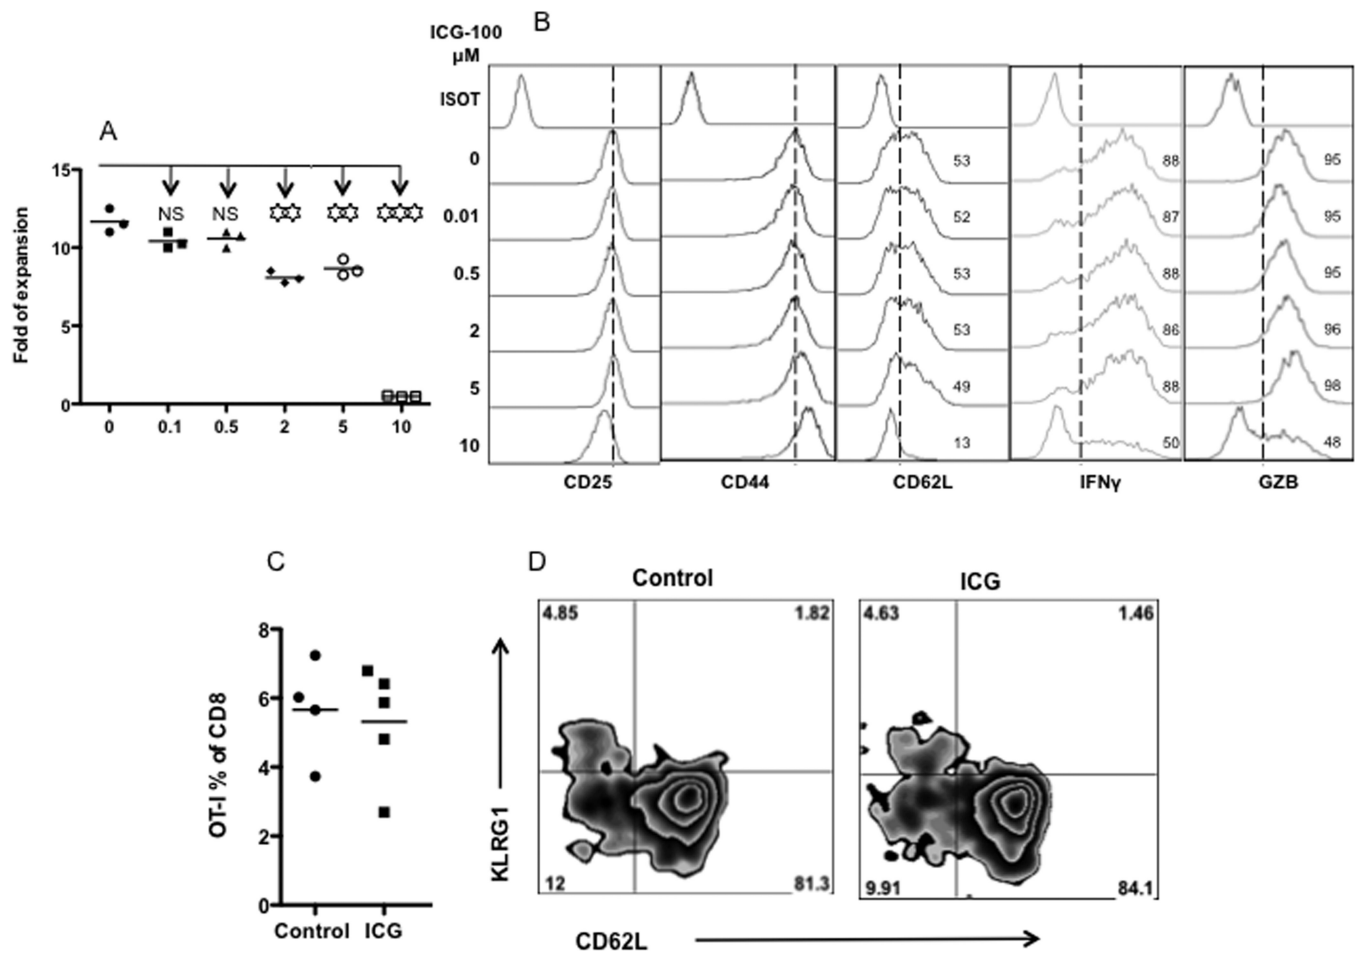 A
Fold of expansion
15
10
5
0
NS
NS
0
0.1
0.5
2
5
10
B
ICG-100
µM
ISOT
0
0.01
0.5
2
5
10
53
52
53
53
49
13
88
87
88
86
88
50
95
95
95
96
98
48
CD25
CD44
CD62L
IFNγ
GZB
C
OT-I % of CD8
8
6
4
2
0
Control
ICG
D
Control
ICG
4.85
1.82
12
81.3
4.63
1.46
9.91
84.1
KLRG1
CD62L